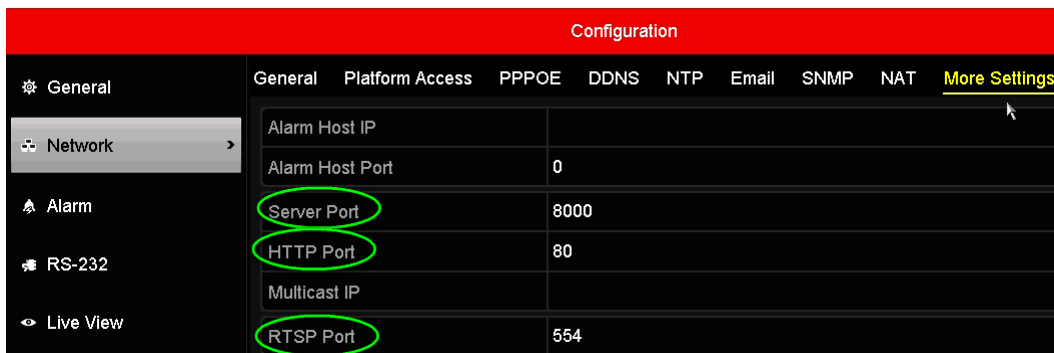 Configuration
General
Network
Alarm
RS-232
Live View
General Platform Access PPPOE DDNS NTP Email SNMP NAT More Settings
Alarm Host IP
Alarm Host Port 0
Server Port 8000
HTTP Port 80
Multicast IP
RTSP Port 554